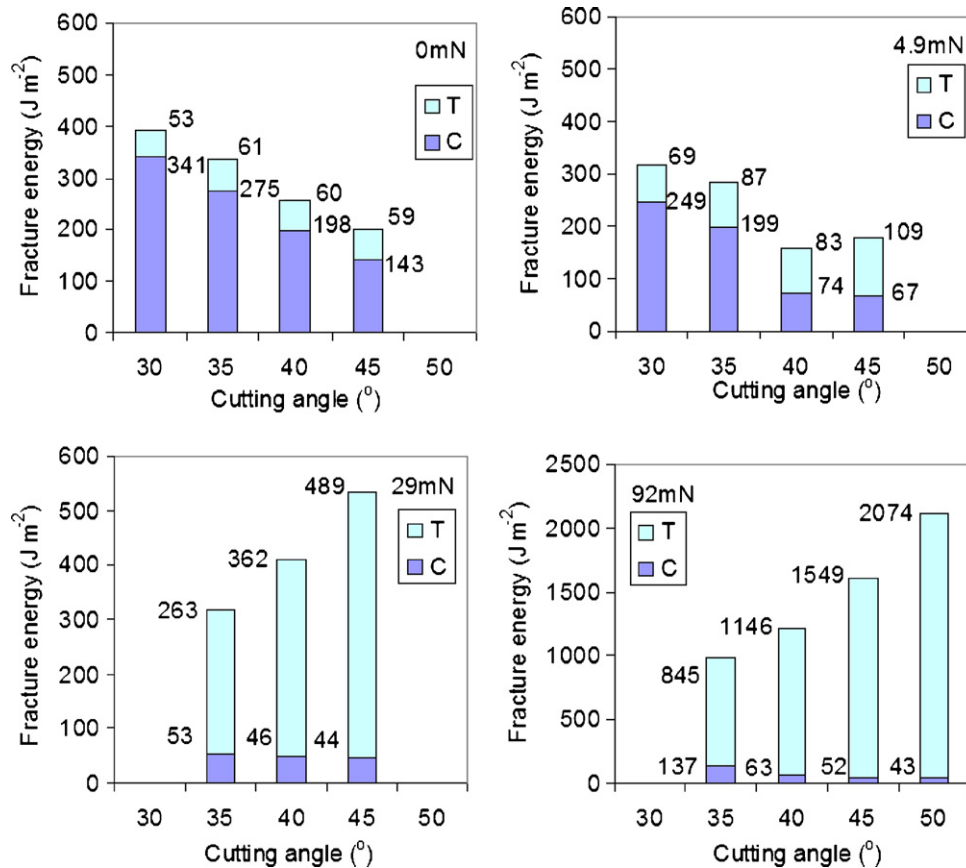 600
500
400
300
200
100
0
Fracture energy (J m⁻²)
0mN
T
C
53
341
61
275
60
198
59
143
30 35 40 45 50
Cutting angle (°)
600
500
400
300
200
100
0
Fracture energy (J m⁻²)
4.9mN
T
C
69
249
87
199
83
74
109
67
30 35 40 45 50
Cutting angle (°)
600
500
400
300
200
100
0
Fracture energy (J m⁻²)
29mN
T
C
263
53
362
46
489
44
30 35 40 45 50
Cutting angle (°)
2500
2000
1500
1000
500
0
Fracture energy (J m⁻²)
92mN
T
C
845
137
1146
63
1549
52
2074
43
30 35 40 45 50
Cutting angle (°)